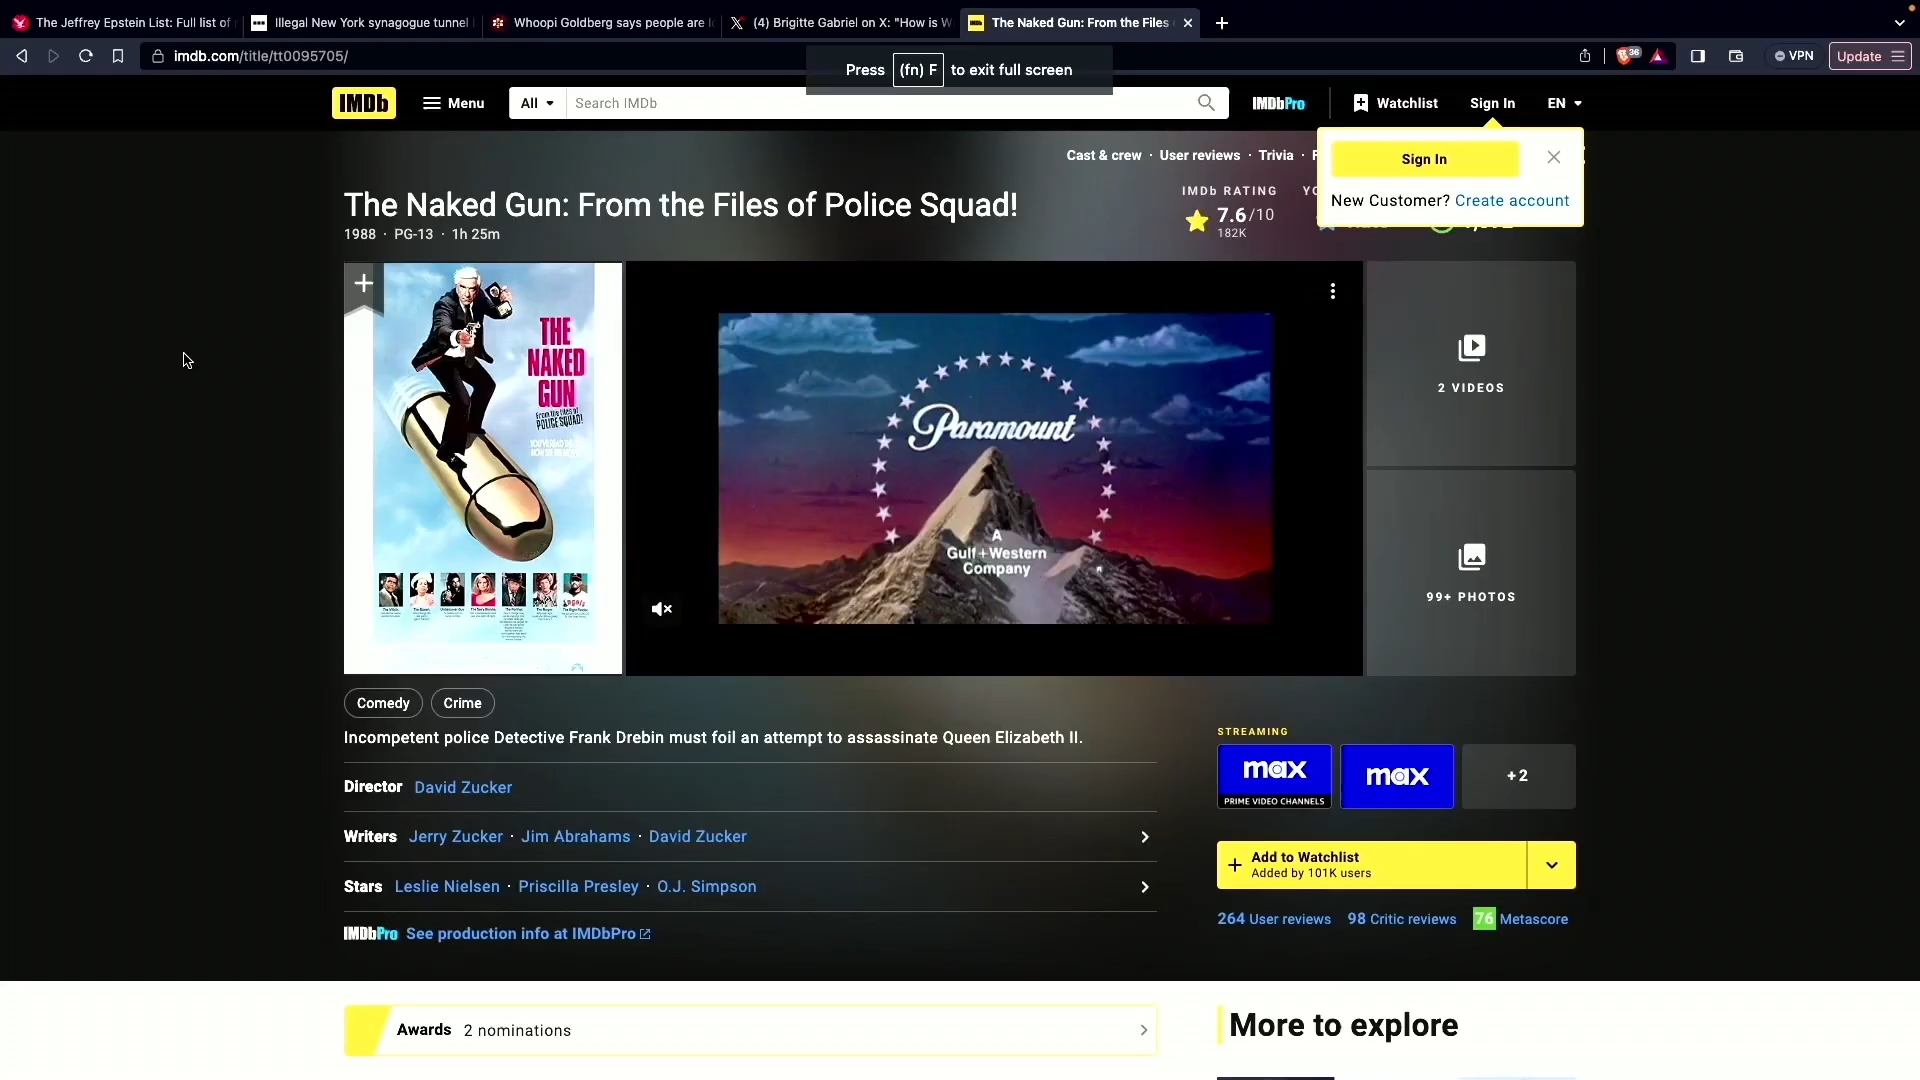 The Jeffrey Epstein List: Full list of
Illegal New York synagogue tunnel
Whoopi Goldberg says people are
(4) Brigitte Gabriel on X: "How is W
The Naked Gun: From the Files
imdb.com/title/tt0095705/
36
VPN
Update
Press (fn) F to exit full screen
IMDb
Menu
All
Search IMDb
IMDbPro
Watchlist
Sign In
EN
Sign In
New Customer? Create account
Cast & crew · User reviews · Trivia ·
The Naked Gun: From the Files of Police Squad!
1988 · PG-13 · 1h 25m
IMDb RATING
7.6/10
182K
THE
NAKED
GUN
From the files of
POLICE SQUAD!
Paramount
A
Gulf+Western
Company
2 VIDEOS
99+ PHOTOS
Comedy
Crime
Incompetent police Detective Frank Drebin must foil an attempt to assassinate Queen Elizabeth II.
Director David Zucker
Writers Jerry Zucker · Jim Abrahams · David Zucker
Stars Leslie Nielsen · Priscilla Presley · O.J. Simpson
IMDbPro See production info at IMDbPro
STREAMING
max
PRIME VIDEO CHANNELS
max
+2
Add to Watchlist
Added by 101K users
264 User reviews 98 Critic reviews 76 Metascore
Awards 2 nominations
More to explore